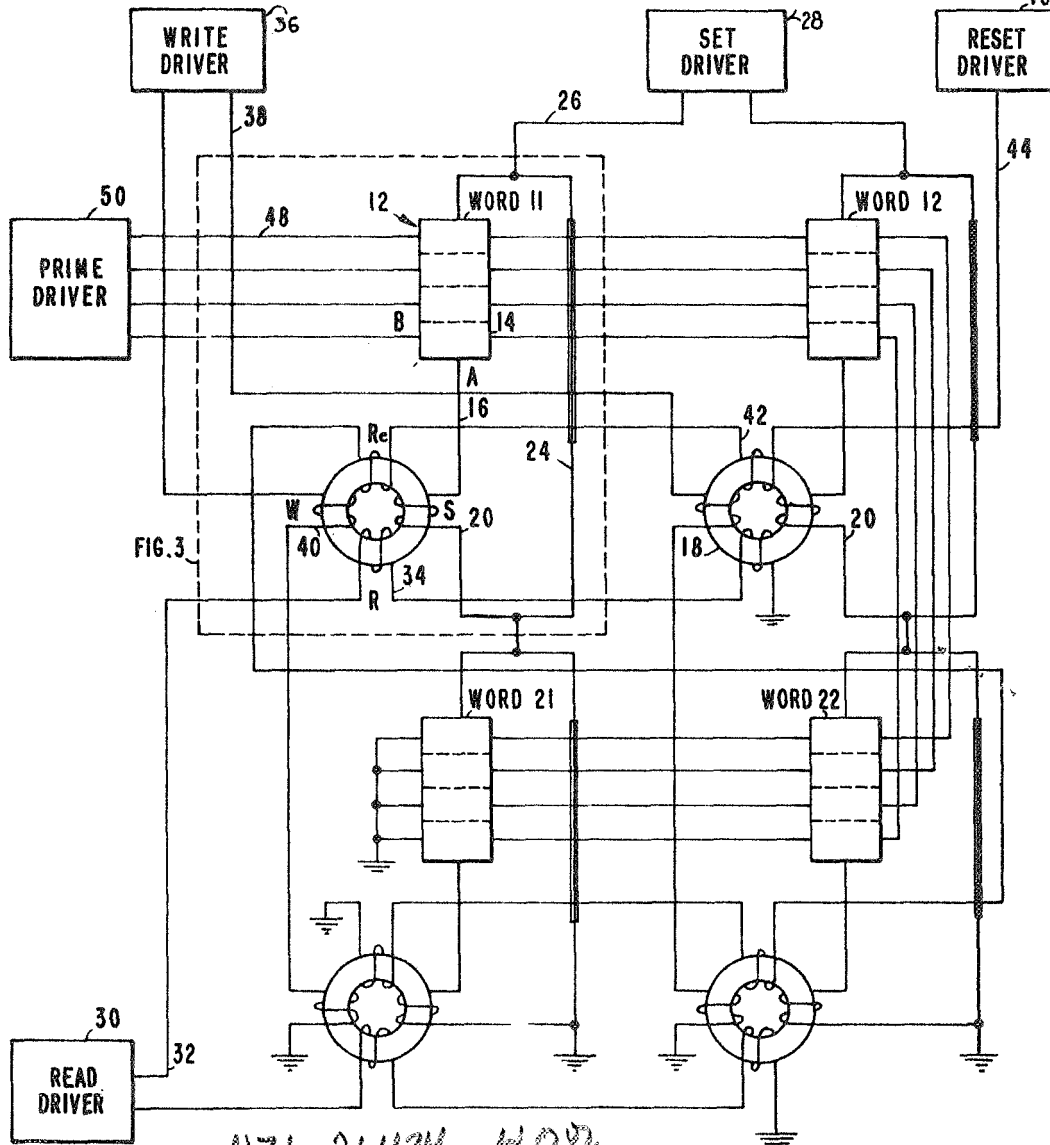 WRITE DRIVER
36
SET DRIVER
28
RESET DRIVER
38
26
44
50
PRIME DRIVER
48
12
WORD 11
WORD 12
B
14
A
16
Re
42
24
W
S
20
40
18
20
FIG.3
34
R
WORD 21
WORD 22
30
READ DRIVER
32